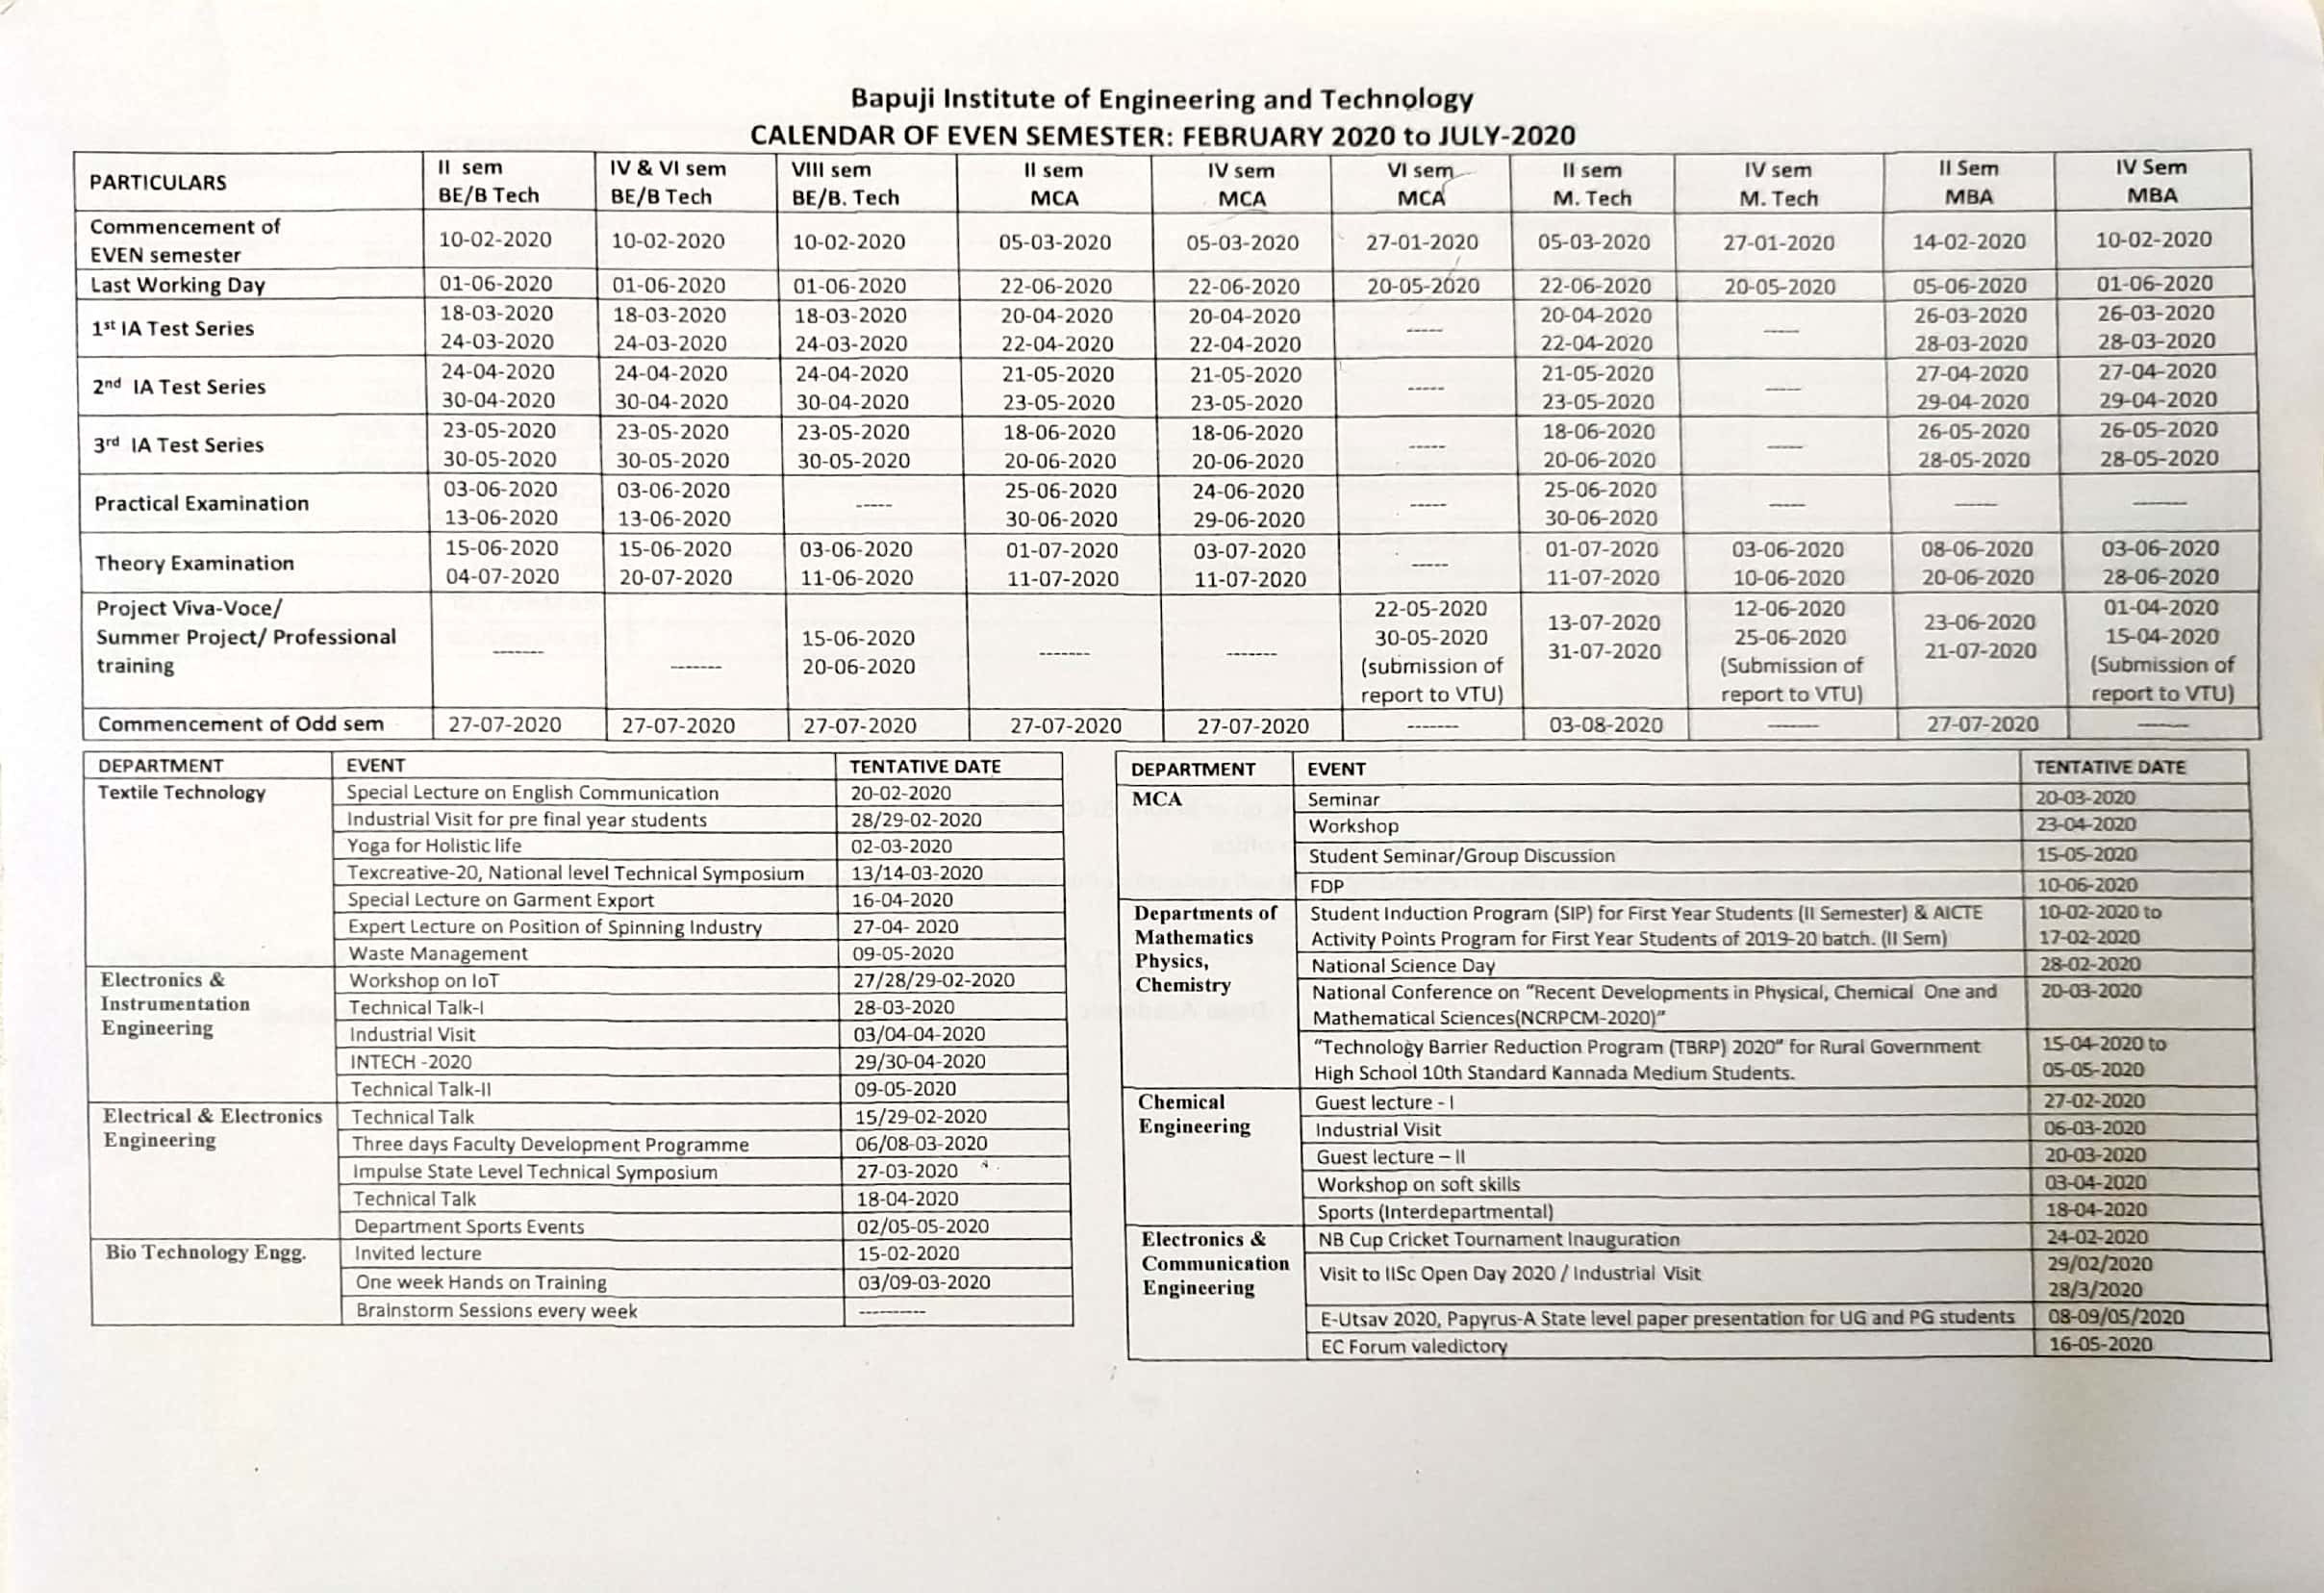 Bapuji Institute of Engineering and Technology
CALENDAR OF EVEN SEMESTER: FEBRUARY 2020 to JULY-2020
PARTICULARS | II sem BE/B Tech | IV & VI sem BE/B Tech | VIII sem BE/B. Tech | II sem MCA | IV sem MCA | VI sem MCA | II sem M. Tech | IV sem M. Tech | II Sem MBA | IV Sem MBA
Commencement of EVEN semester | 10-02-2020 | 10-02-2020 | 10-02-2020 | 05-03-2020 | 05-03-2020 | 27-01-2020 | 05-03-2020 | 27-01-2020 | 14-02-2020 | 10-02-2020
Last Working Day | 01-06-2020 | 01-06-2020 | 01-06-2020 | 22-06-2020 | 22-06-2020 | 20-05-2020 | 22-06-2020 | 20-05-2020 | 05-06-2020 | 01-06-2020
1st IA Test Series | 18-03-2020 24-03-2020 | 18-03-2020 24-03-2020 | 18-03-2020 24-03-2020 | 20-04-2020 22-04-2020 | 20-04-2020 22-04-2020 | ----- | 20-04-2020 22-04-2020 | ----- | 26-03-2020 28-03-2020 | 26-03-2020 28-03-2020
2nd IA Test Series | 24-04-2020 30-04-2020 | 24-04-2020 30-04-2020 | 24-04-2020 30-04-2020 | 21-05-2020 23-05-2020 | 21-05-2020 23-05-2020 | ----- | 21-05-2020 23-05-2020 | ----- | 27-04-2020 29-04-2020 | 27-04-2020 29-04-2020
3rd IA Test Series | 23-05-2020 30-05-2020 | 23-05-2020 30-05-2020 | 23-05-2020 30-05-2020 | 18-06-2020 20-06-2020 | 18-06-2020 20-06-2020 | ----- | 18-06-2020 20-06-2020 | ----- | 26-05-2020 28-05-2020 | 26-05-2020 28-05-2020
Practical Examination | 03-06-2020 13-06-2020 | 03-06-2020 13-06-2020 | ----- | 25-06-2020 30-06-2020 | 24-06-2020 29-06-2020 | ----- | 25-06-2020 30-06-2020 | ----- | ------ | --------
Theory Examination | 15-06-2020 04-07-2020 | 15-06-2020 20-07-2020 | 03-06-2020 11-06-2020 | 01-07-2020 11-07-2020 | 03-07-2020 11-07-2020 | ----- | 01-07-2020 11-07-2020 | 03-06-2020 10-06-2020 | 08-06-2020 20-06-2020 | 03-06-2020 28-06-2020
Project Viva-Voce/ Summer Project/ Professional training | ------- | ------- | 15-06-2020 20-06-2020 | ------- | ------- | 22-05-2020 30-05-2020 (submission of report to VTU) | 13-07-2020 31-07-2020 | 12-06-2020 25-06-2020 (Submission of report to VTU) | 23-06-2020 21-07-2020 | 01-04-2020 15-04-2020 (Submission of report to VTU)
Commencement of Odd sem | 27-07-2020 | 27-07-2020 | 27-07-2020 | 27-07-2020 | 27-07-2020 | ------- | 03-08-2020 | ------- | 27-07-2020 | -------
DEPARTMENT | EVENT | TENTATIVE DATE
Textile Technology | Special Lecture on English Communication | 20-02-2020
Industrial Visit for pre final year students | 28/29-02-2020
Yoga for Holistic life | 02-03-2020
Texcreative-20, National level Technical Symposium | 13/14-03-2020
Special Lecture on Garment Export | 16-04-2020
Expert Lecture on Position of Spinning Industry | 27-04- 2020
Waste Management | 09-05-2020
Electronics & Instrumentation Engineering | Workshop on IoT | 27/28/29-02-2020
Technical Talk-I | 28-03-2020
Industrial Visit | 03/04-04-2020
INTECH -2020 | 29/30-04-2020
Technical Talk-II | 09-05-2020
Electrical & Electronics Engineering | Technical Talk | 15/29-02-2020
Three days Faculty Development Programme | 06/08-03-2020
Impulse State Level Technical Symposium | 27-03-2020
Technical Talk | 18-04-2020
Department Sports Events | 02/05-05-2020
Bio Technology Engg. | Invited lecture | 15-02-2020
One week Hands on Training | 03/09-03-2020
Brainstorm Sessions every week | ----------
DEPARTMENT | EVENT | TENTATIVE DATE
MCA | Seminar | 20-03-2020
Workshop | 23-04-2020
Student Seminar/Group Discussion | 15-05-2020
FDP | 10-06-2020
Departments of Mathematics Physics, Chemistry | Student Induction Program (SIP) for First Year Students (II Semester) & AICTE Activity Points Program for First Year Students of 2019-20 batch. (II Sem) | 10-02-2020 to 17-02-2020
National Science Day | 28-02-2020
National Conference on "Recent Developments in Physical, Chemical One and Mathematical Sciences(NCRPCM-2020)" | 20-03-2020
"Technology Barrier Reduction Program (TBRP) 2020" for Rural Government High School 10th Standard Kannada Medium Students. | 15-04-2020 to 05-05-2020
Chemical Engineering | Guest lecture - I | 27-02-2020
Industrial Visit | 06-03-2020
Guest lecture – II | 20-03-2020
Workshop on soft skills | 03-04-2020
Sports (Interdepartmental) | 18-04-2020
Electronics & Communication Engineering | NB Cup Cricket Tournament Inauguration | 24-02-2020
Visit to IISc Open Day 2020 / Industrial Visit | 29/02/2020 28/3/2020
E-Utsav 2020, Papyrus-A State level paper presentation for UG and PG students | 08-09/05/2020
EC Forum valedictory | 16-05-2020